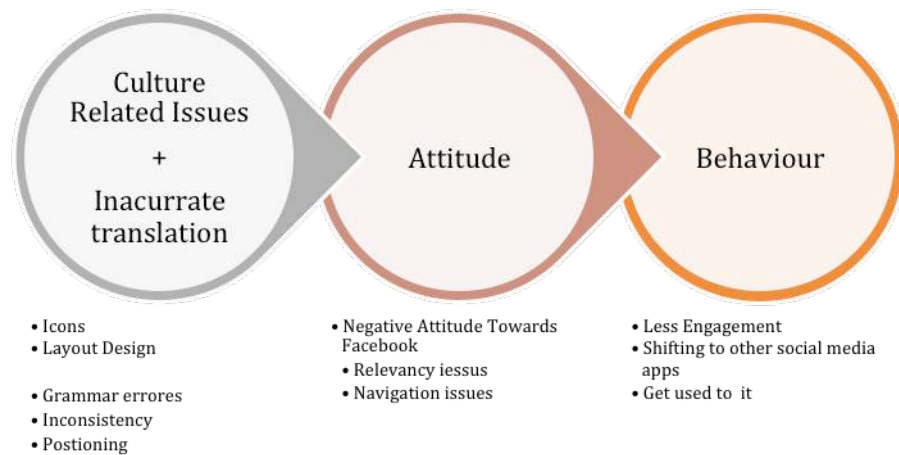 Culture
Related Issues
+
Inacurrate
translation
Attitude
Behaviour
• Icons
• Layout Design
• Grammar errores
• Inconsistency
• Postioning
• Negative Attitude Towards
Facebook
• Relevancy iessus
• Navigation issues
• Less Engagement
• Shifting to other social media
apps
• Get used to it